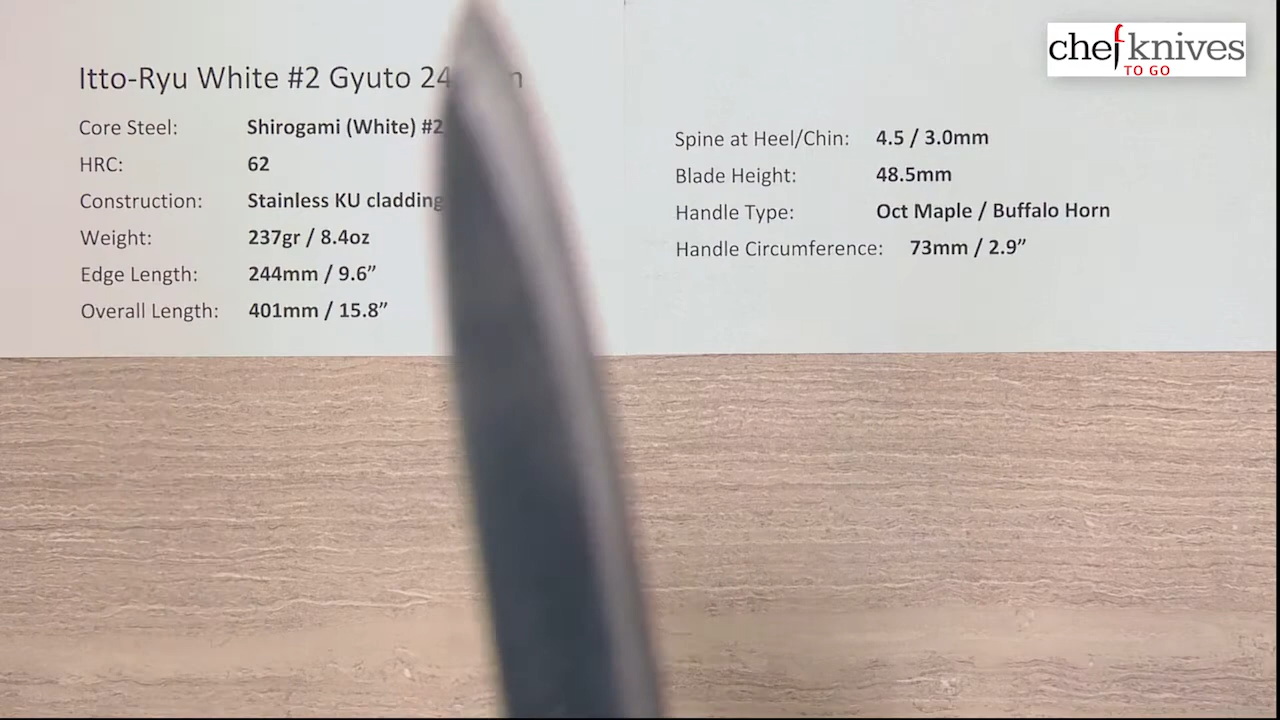 Itto-Ryu White #2 Gyuto 24
Core Steel: Shirogami (White) #2
HRC: 62
Construction: Stainless KU cladding
Weight: 237gr / 8.4oz
Edge Length: 244mm / 9.6”
Overall Length: 401mm / 15.8”
Spine at Heel/Chin: 4.5 / 3.0mm
Blade Height: 48.5mm
Handle Type: Oct Maple / Buffalo Horn
Handle Circumference: 73mm / 2.9”
chef knives
TO GO